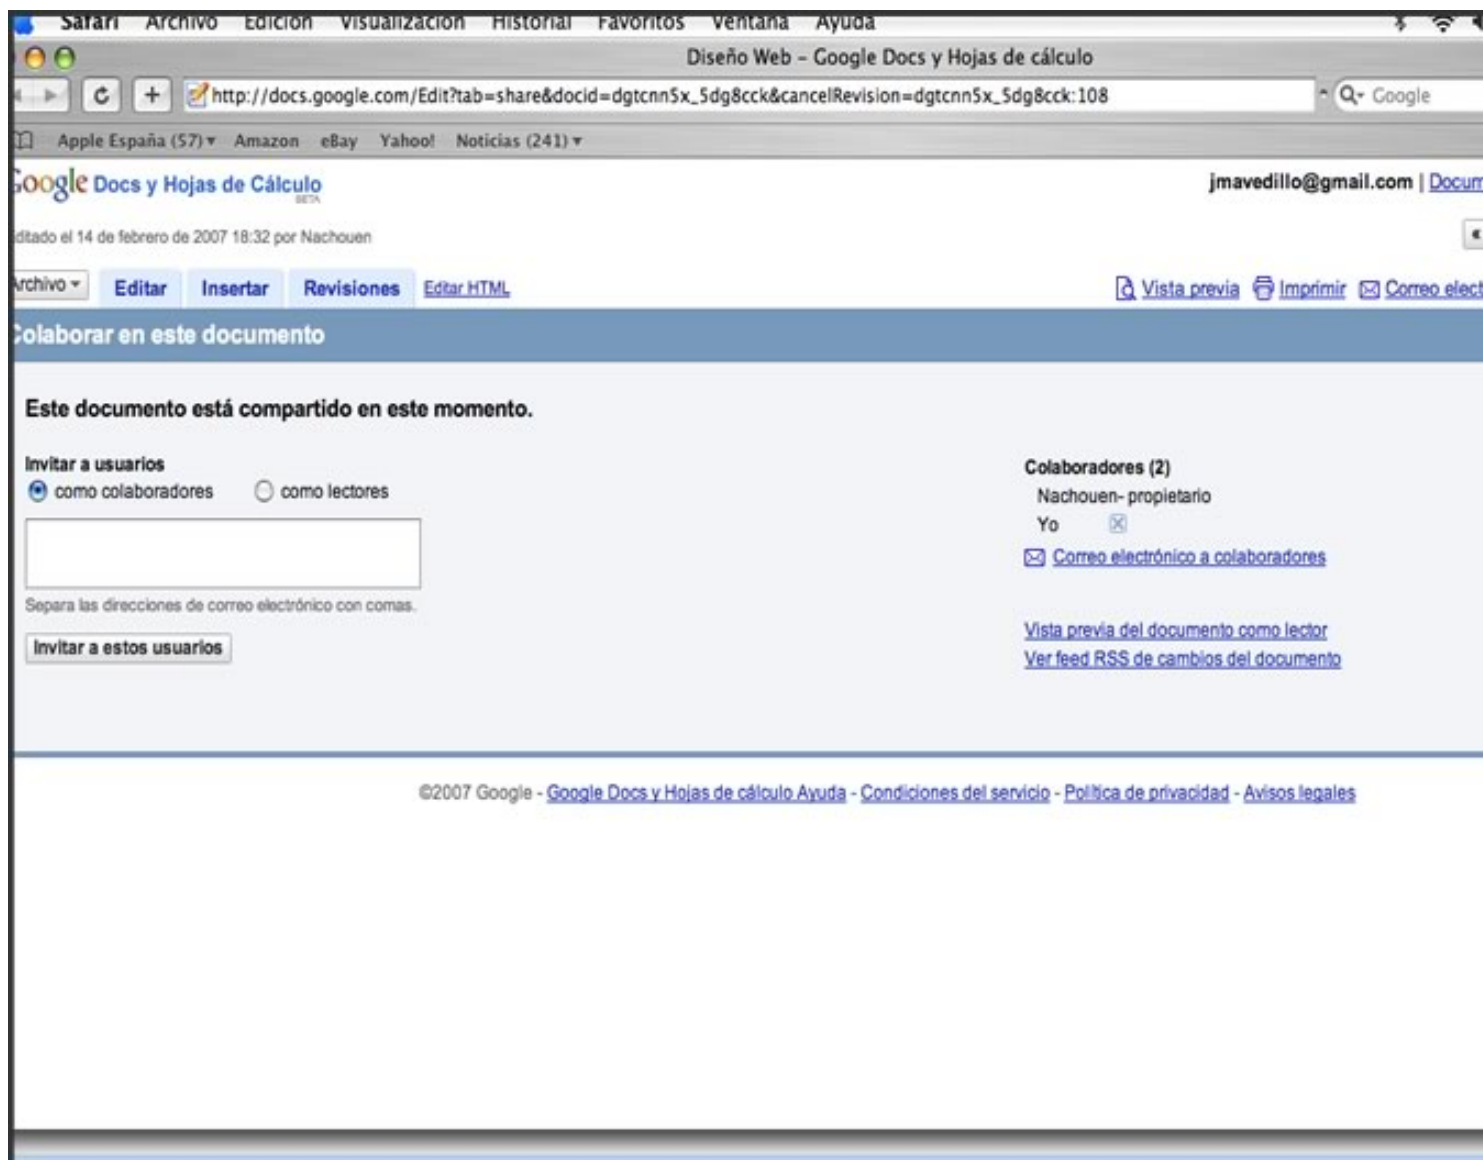 Safari Archivo Edición Visualización Historial Favoritos Ventana Ayuda
Diseño Web – Google Docs y Hojas de cálculo
http://docs.google.com/Edit?tab=share&docid=dgtcnn5x_5dg8cck&cancelRevision=dgtcnn5x_5dg8cck:108 Google
Apple España (57) Amazon eBay Yahoo! Noticias (241)
Google Docs y Hojas de Cálculo
BETA
jmavedillo@gmail.com | Docum
ditado el 14 de febrero de 2007 18:32 por Nachouen
Archivo Editar Insertar Revisiones Editar HTML Vista previa Imprimir Correo elect
Colaborar en este documento
Este documento está compartido en este momento.
Invitar a usuarios
como colaboradores como lectores
Separa las direcciones de correo electrónico con comas.
Invitar a estos usuarios
Colaboradores (2)
Nachouen- propietario
Yo
Correo electrónico a colaboradores
Vista previa del documento como lector
Ver feed RSS de cambios del documento
©2007 Google - Google Docs y Hojas de cálculo Ayuda - Condiciones del servicio - Política de privacidad - Avisos legales